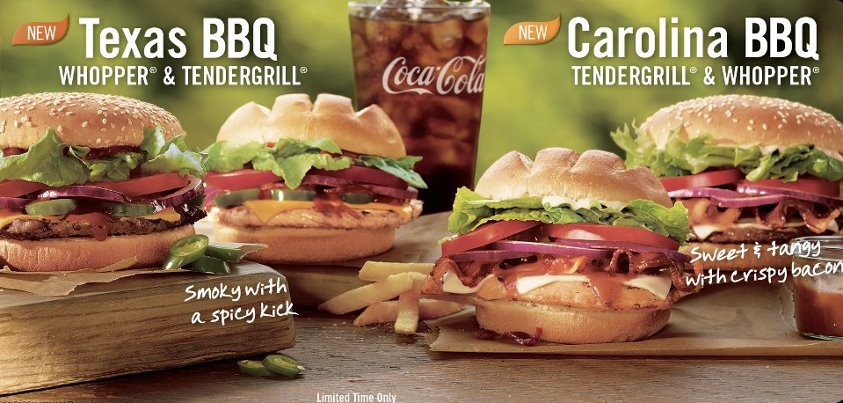 NEW
Texas BBQ
WHOPPER® & TENDERGRILL®
Coca-Cola
NEW
Carolina BBQ
TENDERGRILL® & WHOPPER®
Smoky with
a spicy kick
Sweet & tangy
with crispy bacon
Limited Time Only